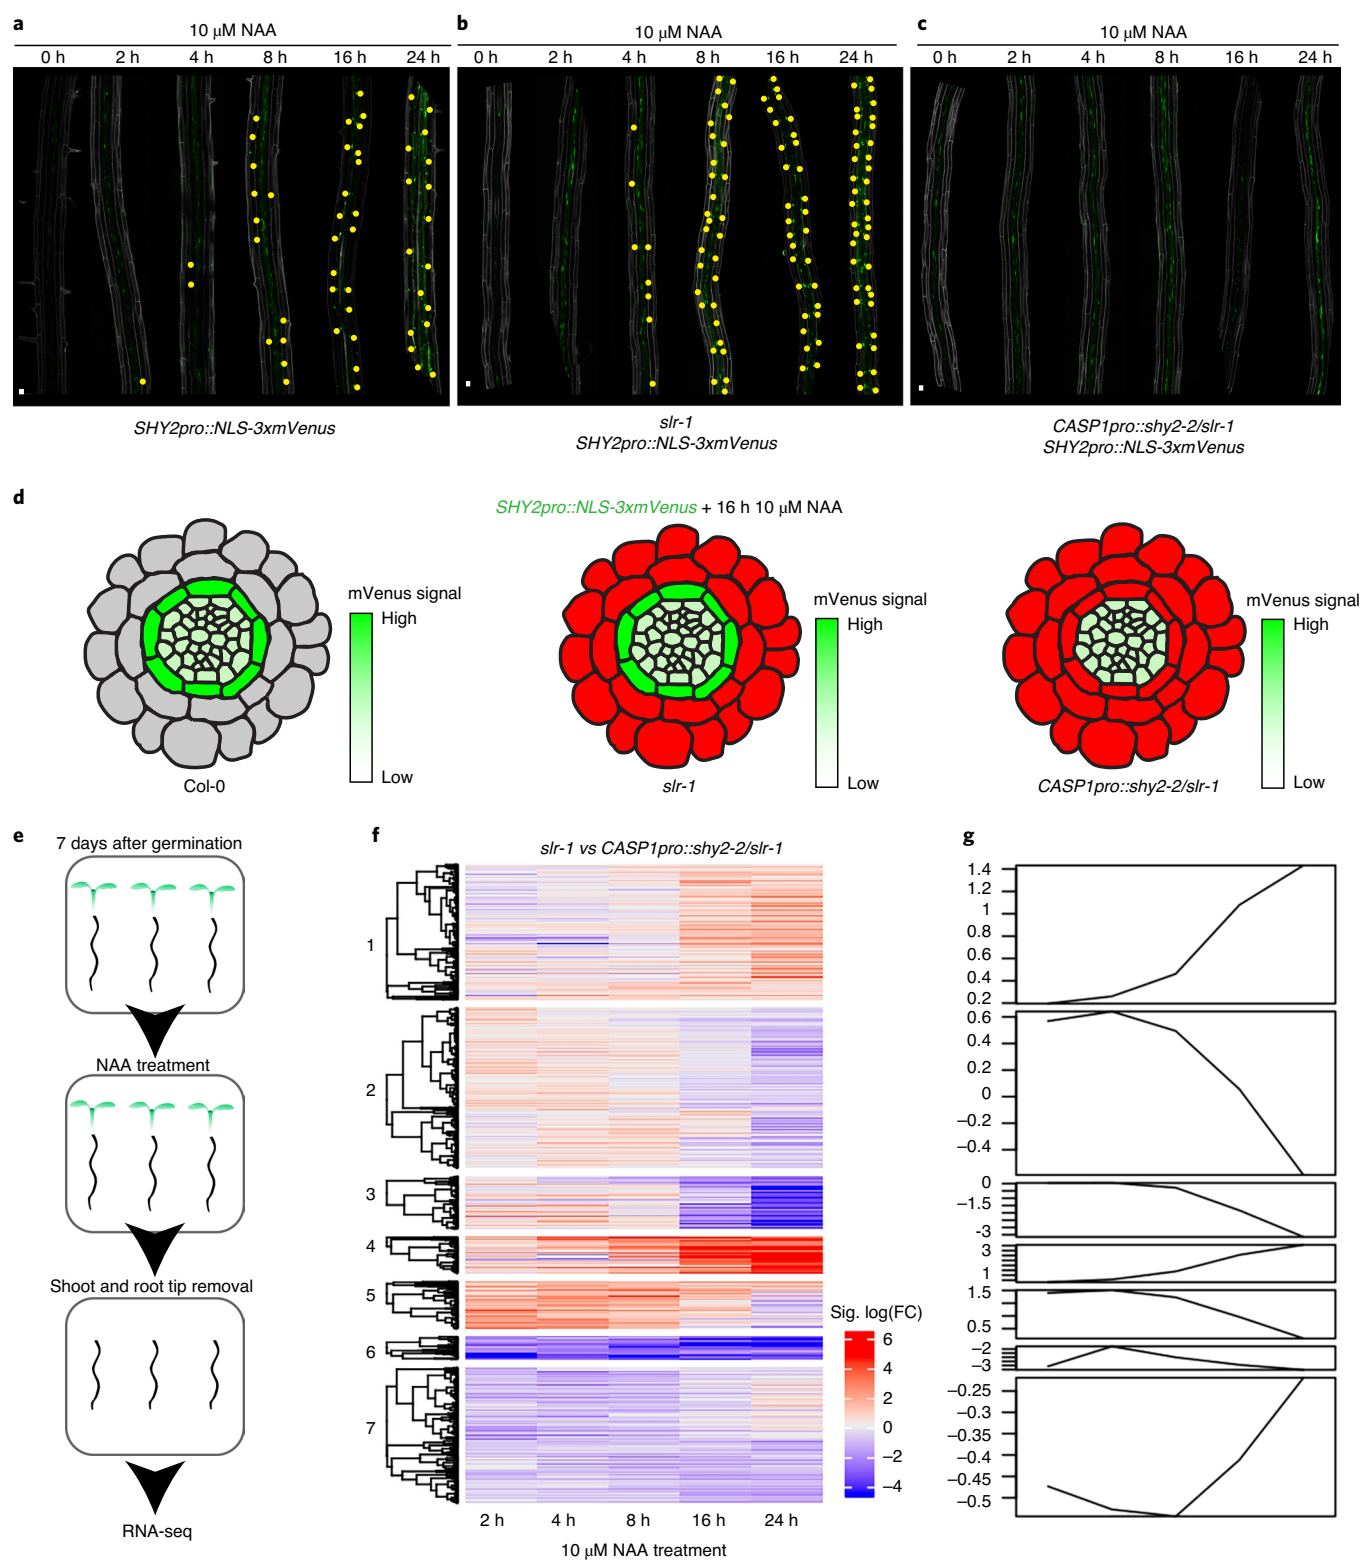 a
10 μM NAA
0 h 2 h 4 h 8 h 16 h 24 h
SHY2pro::NLS-3xmVenus
b
10 μM NAA
0 h 2 h 4 h 8 h 16 h 24 h
slr-1
SHY2pro::NLS-3xmVenus
c
10 μM NAA
0 h 2 h 4 h 8 h 16 h 24 h
CASP1pro::shy2-2/slr-1
SHY2pro::NLS-3xmVenus
d
SHY2pro::NLS-3xmVenus + 16 h 10 μM NAA
mVenus signal
High
Low
Col-0
mVenus signal
High
Low
slr-1
mVenus signal
High
Low
CASP1pro::shy2-2/slr-1
e
7 days after germination
NAA treatment
Shoot and root tip removal
RNA-seq
f
slr-1 vs CASP1pro::shy2-2/slr-1
1
2
3
4
5
6
7
2 h 4 h 8 h 16 h 24 h
10 μM NAA treatment
Sig. log(FC)
6
4
2
0
–2
–4
g
1.4
1.2
1
0.8
0.6
0.4
0.2
0.6
0.4
0.2
0
–0.2
–0.4
0
–1.5
-3
3
1
1.5
0.5
–2
–3
–0.25
–0.3
–0.35
–0.4
–0.45
–0.5